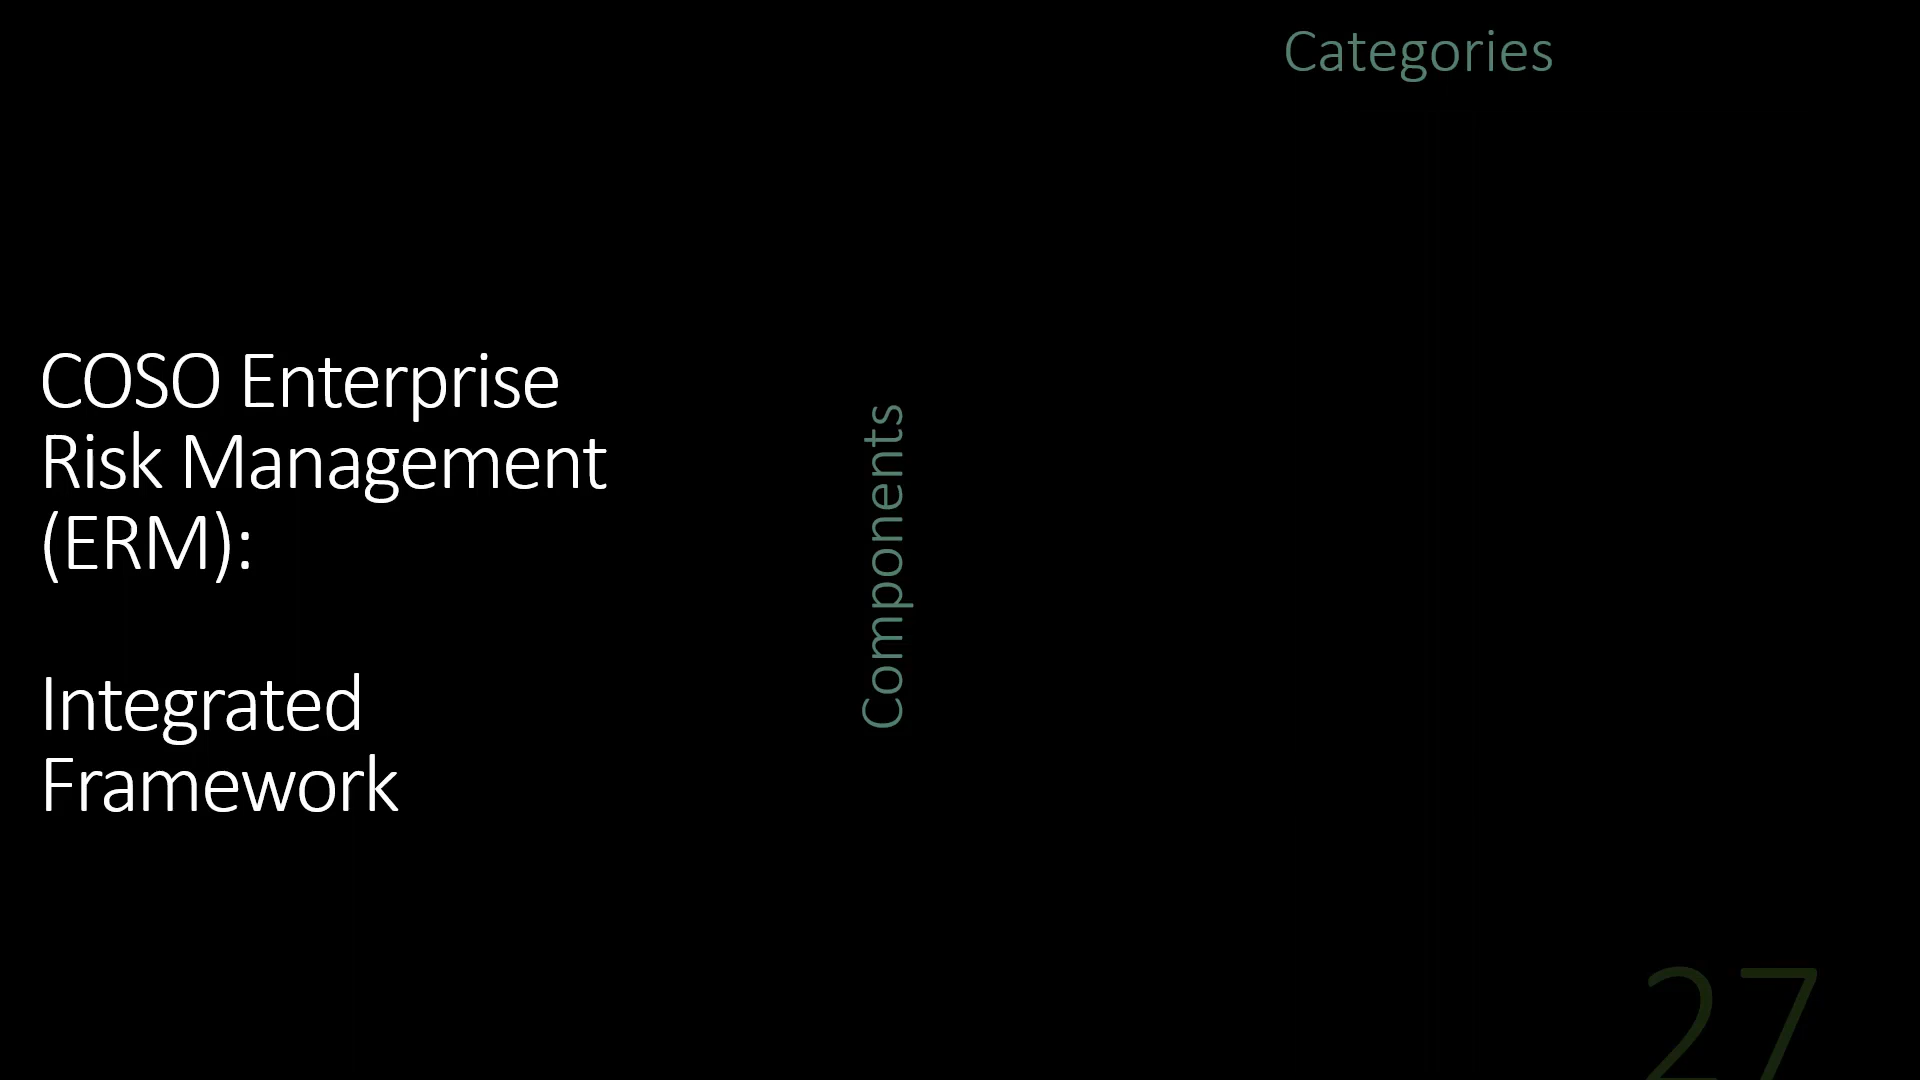 Categories
COSO Enterprise
Risk Management
(ERM):
Integrated
Framework
Components
27